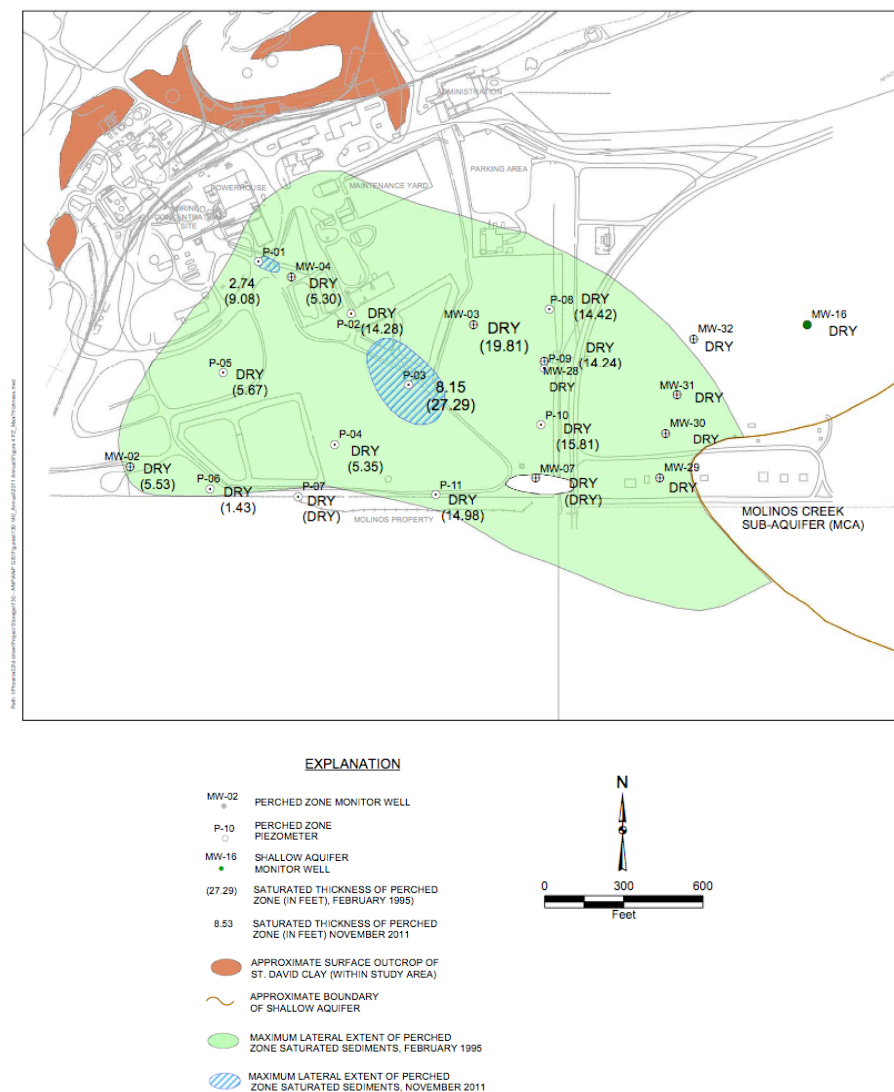 ADMINISTRATION
PARKING AREA
POWERHOUSE
MAINTENANCE YARD
SITE
P-01
MW-04
2.74
(9.08)
DRY
(5.30)
P-02
DRY
(14.28)
MW-03
DRY
(19.81)
P-08
DRY
(14.42)
MW-16
DRY
MW-32
DRY
P-09
DRY
(14.24)
MW-28
DRY
P-05
DRY
(5.67)
P-03
8.15
(27.29)
MW-31
DRY
P-10
DRY
(15.81)
MW-30
DRY
P-04
DRY
(5.35)
MW-02
DRY
(5.53)
P-06
DRY
(1.43)
P-07
DRY
(DRY)
P-11
DRY
(14.98)
MW-07
DRY
(DRY)
MW-29
DRY
MOLINOS PROPERTY
MOLINOS CREEK
SUB-AQUIFER (MCA)
EXPLANATION
MW-02
PERCHED ZONE MONITOR WELL
P-10
PERCHED ZONE
PIEZOMETER
MW-16
SHALLOW AQUIFER
MONITOR WELL
(27.29)
SATURATED THICKNESS OF PERCHED
ZONE (IN FEET), FEBRUARY 1995)
8.53
SATURATED THICKNESS OF PERCHED
ZONE (IN FEET) NOVEMBER 2011
APPROXIMATE SURFACE OUTCROP OF
ST. DAVID CLAY (WITHIN STUDY AREA)
APPROXIMATE BOUNDARY
OF SHALLOW AQUIFER
MAXIMUM LATERAL EXTENT OF PERCHED
ZONE SATURATED SEDIMENTS, FEBRUARY 1995
MAXIMUM LATERAL EXTENT OF PERCHED
ZONE SATURATED SEDIMENTS, NOVEMBER 2011
N
0 300 600
Feet